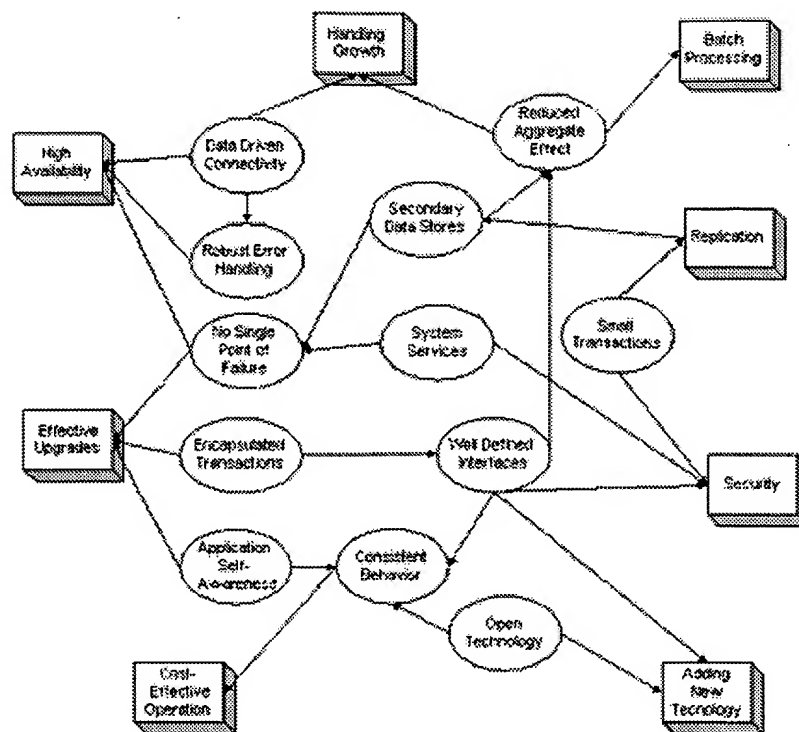 Handling
Growth
Batch
Processing
Reduced
Aggregate
Effect
Data Driven
Connectivity
High
Availability
Secondary
Data Stores
Replication
Robust Error
Handling
No Single
Point of
Failure
System
Services
Small
Transactions
Effective
Upgrades
Encapsulated
Transactions
Well Defined
Interfaces
Security
Application
Self-
Awareness
Consistent
Behavior
Open
Technology
Cost-
Effective
Operation
Adding
New
Tecnology